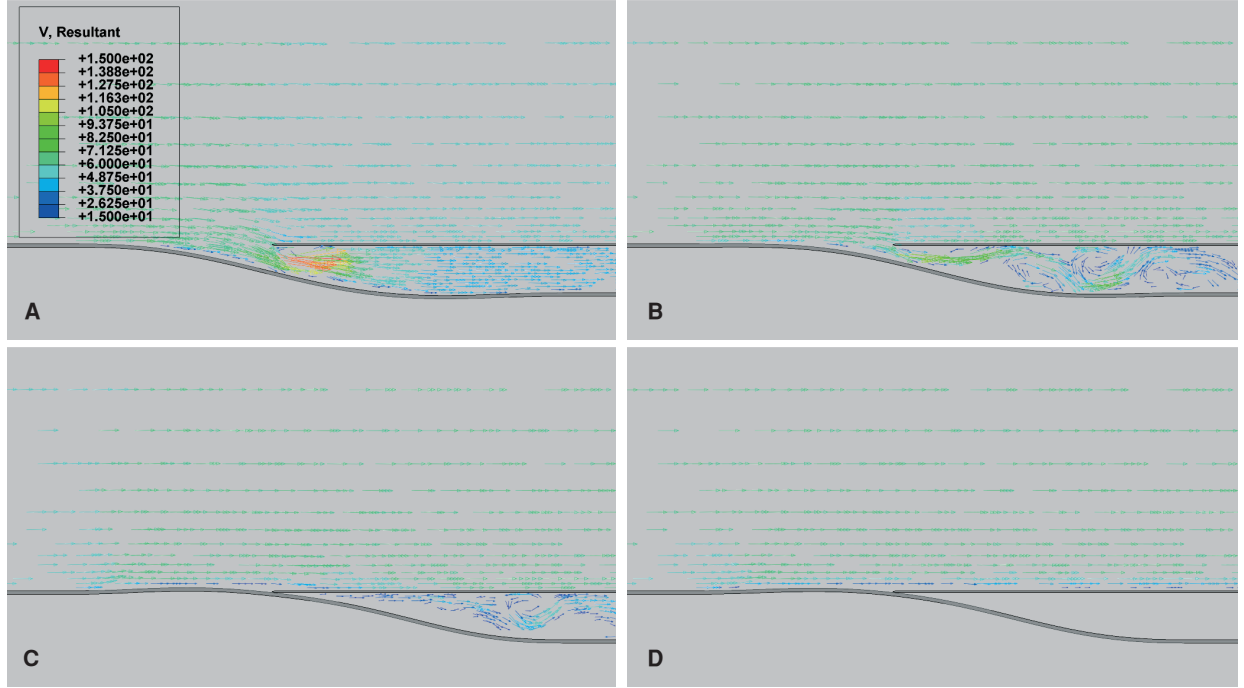 V, Resultant
+1.500e+02
+1.388e+02
+1.275e+02
+1.163e+02
+1.050e+02
+9.375e+01
+8.250e+01
+7.125e+01
+6.000e+01
+4.875e+01
+3.750e+01
+2.625e+01
+1.500e+01
A
B
C
D